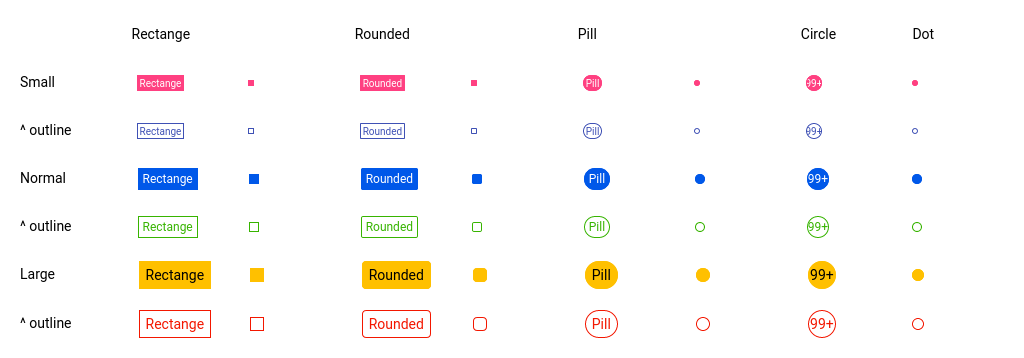 Rectange Rounded Pill Circle Dot
Small Rectange Rounded Pill 99+
^ outline Rectange Rounded Pill 99+
Normal Rectange Rounded Pill 99+
^ outline Rectange Rounded Pill 99+
Large Rectange Rounded Pill 99+
^ outline Rectange Rounded Pill 99+